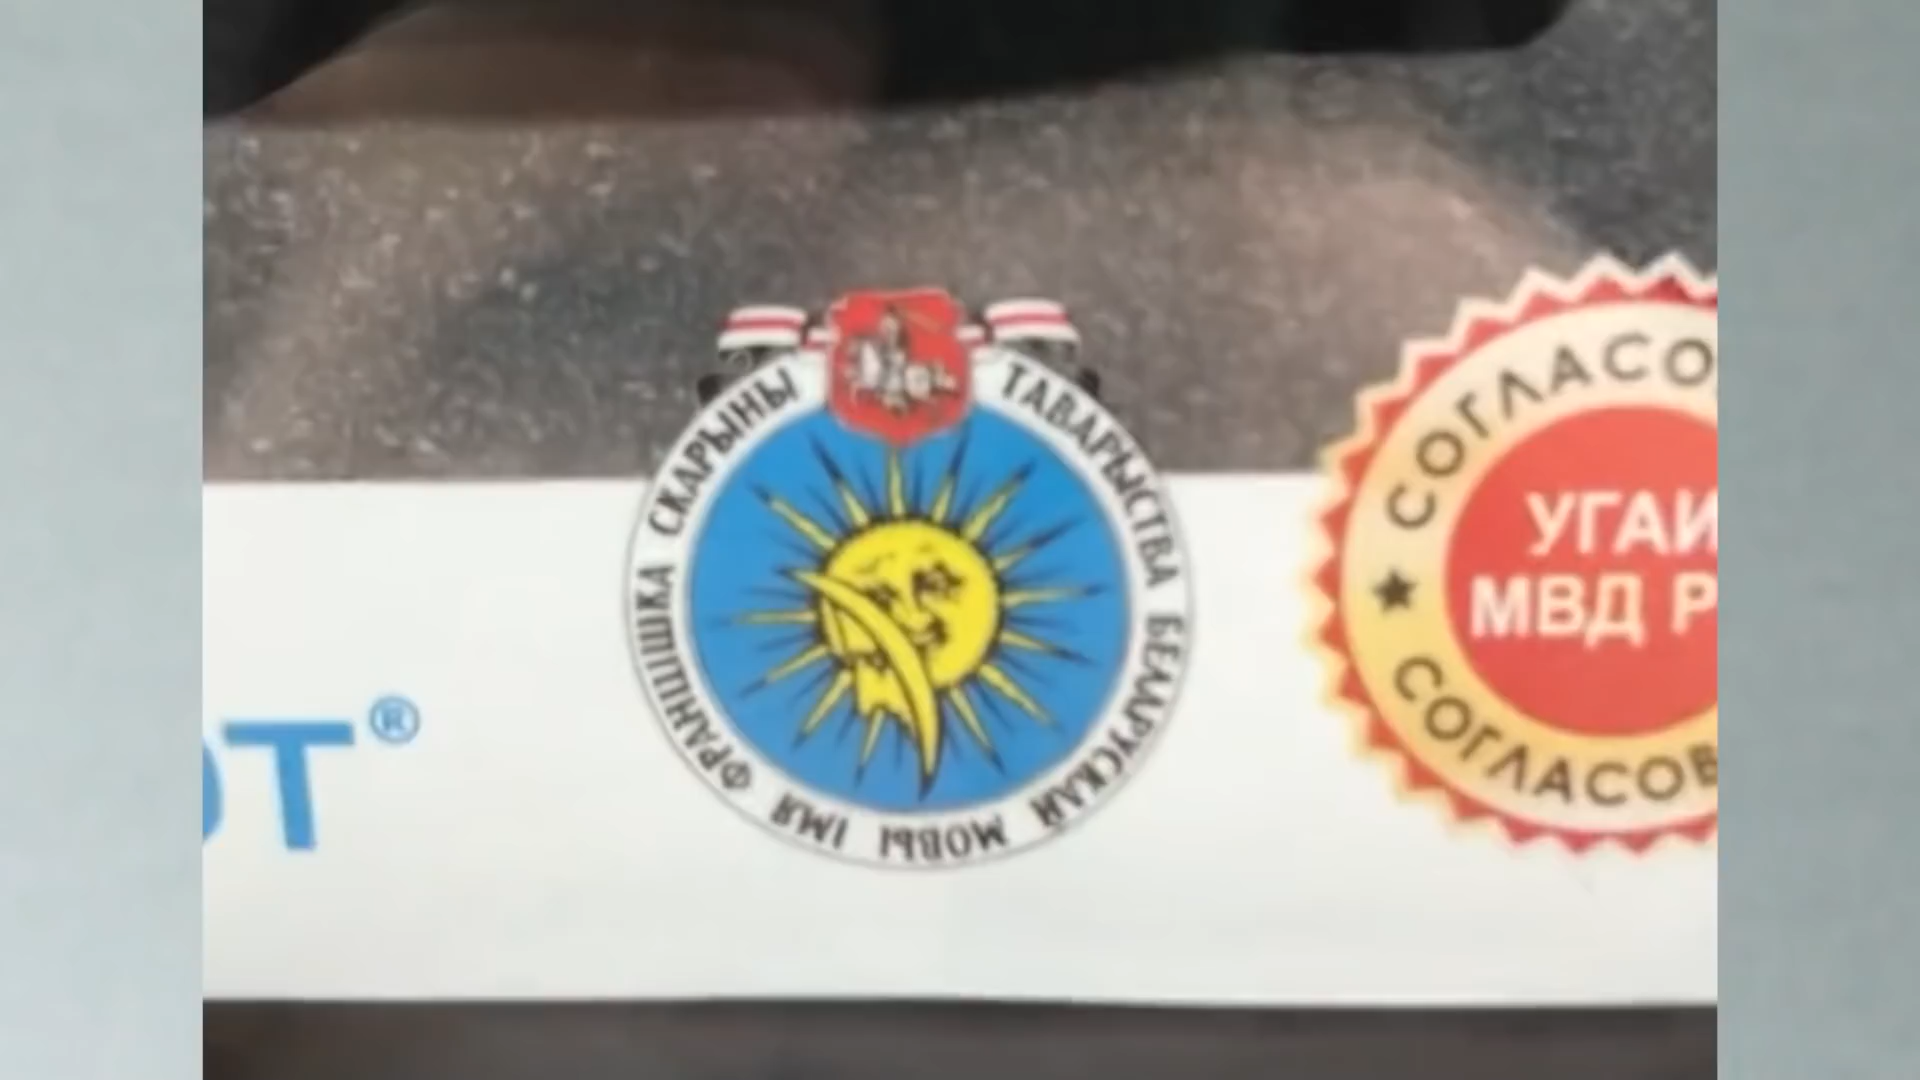 ТАВАРЫСТВА БЕЛАРУСКАЙ МОВЫ ІМЯ ФРАНЦІШКА СКАРЫНЫ
ОТ®
СОГЛАСО
УГАИ
МВД Р
СОГЛАСОВ